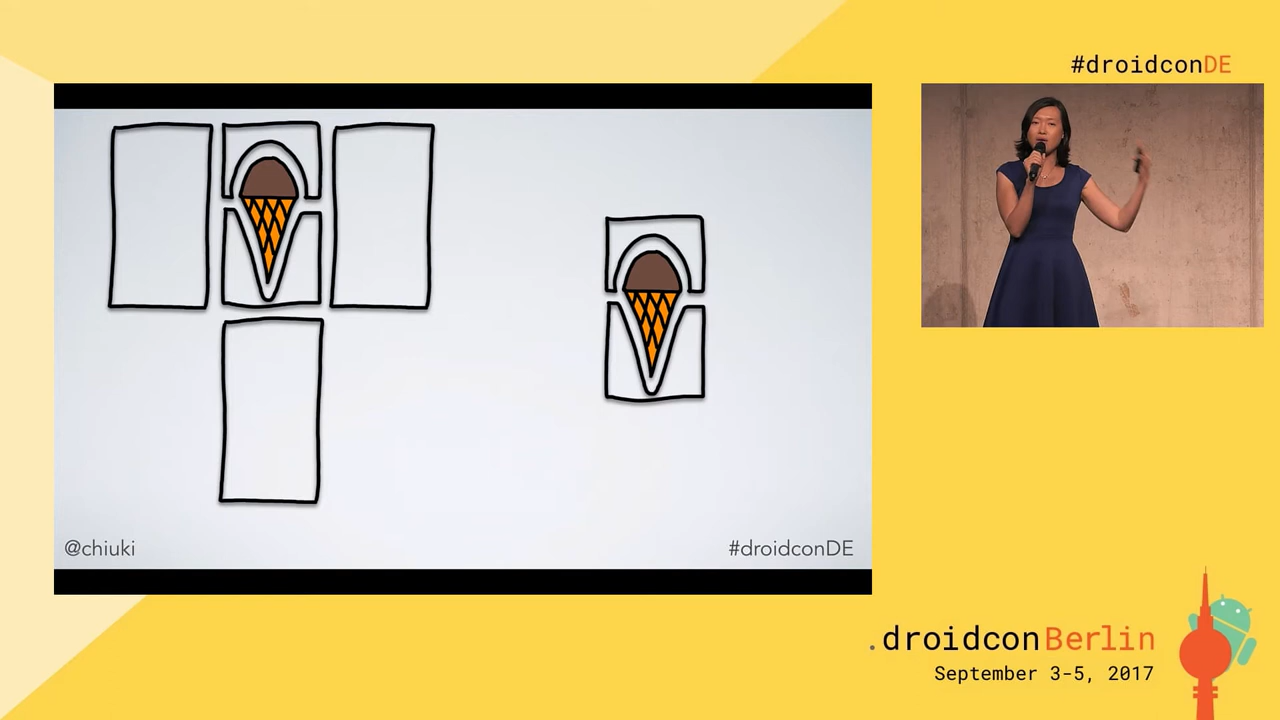 #droidconDE
@chiuki
#droidconDE
.droidconBerlin
September 3-5, 2017